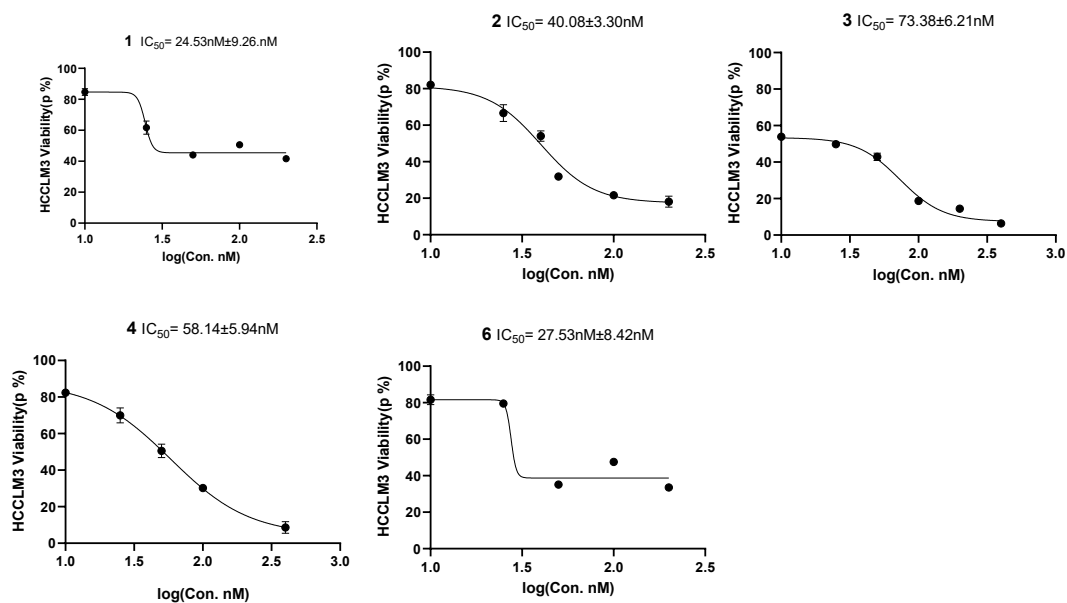 1 IC50= 24.53nM±9.26.nM
100
80
60
40
20
0
HCCLM3 Viability(p %)
1.0 1.5 2.0 2.5
log(Con. nM)
2 IC50= 40.08±3.30nM
100
80
60
40
20
0
HCCLM3 Viability(p %)
1.0 1.5 2.0 2.5
log(Con. nM)
3 IC50= 73.38±6.21nM
100
80
60
40
20
0
HCCLM3 Viability(p %)
1.0 1.5 2.0 2.5 3.0
log(Con. nM)
4 IC50= 58.14±5.94nM
100
80
60
40
20
0
HCCLM3 Viability(p %)
1.0 1.5 2.0 2.5 3.0
log(Con. nM)
6 IC50= 27.53nM±8.42nM
100
80
60
40
20
0
HCCLM3 Viability(p %)
1.0 1.5 2.0 2.5
log(Con. nM)